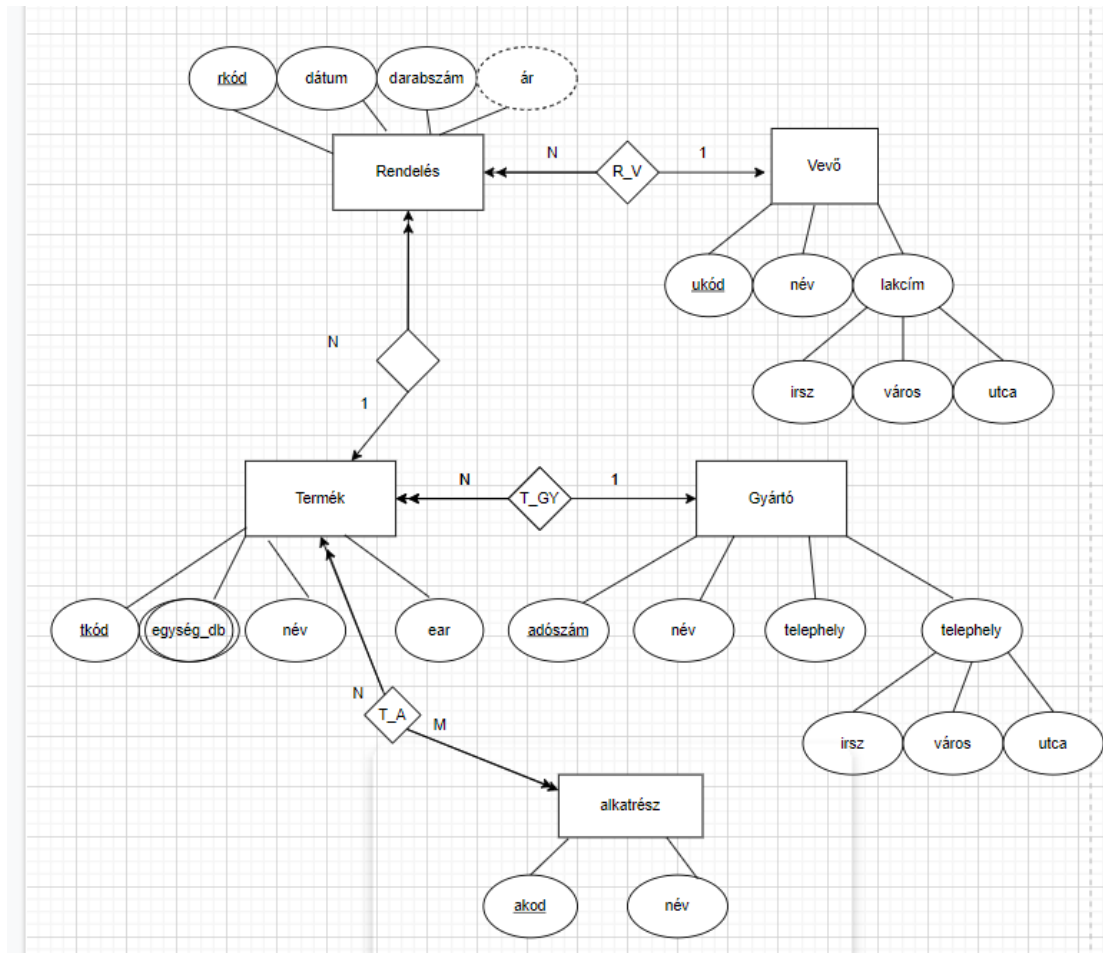 rkód dátum darabszám ár
Rendelés N R_V 1 Vevő
ukód név lakcím
irsz város utca
N
1
Termék N T_GY 1 Gyártó
tkód egység_db név ear adószám név telephely telephely
N T_A M
irsz város utca
alkatrész
akod név